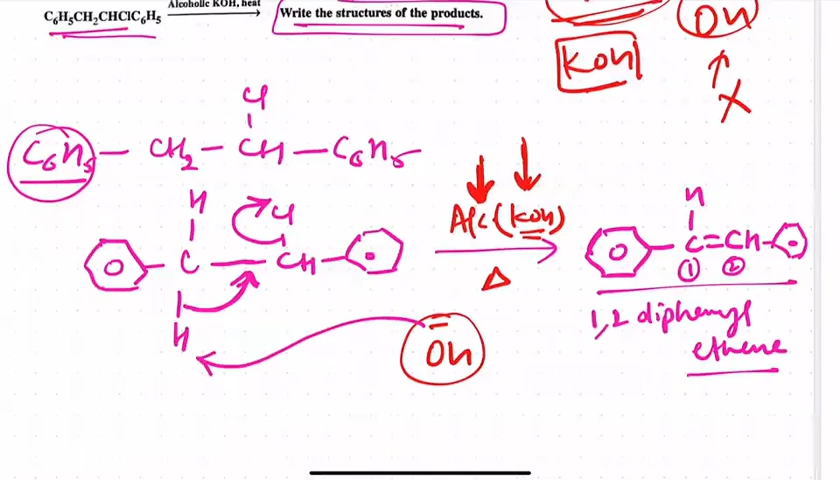 Alcoholic KOH, heat
C₆H₅CH₂CHClC₆H₅ ⟶ Write the structures of the products.
KOH
OH
X
Cl
C₆H₅ — CH₂ — CH — C₆H₅
H Cl
Alc (KOH)
C — CH
Δ
H
H
C = CH
① ②
1,2 diphenyl
ethene
OH